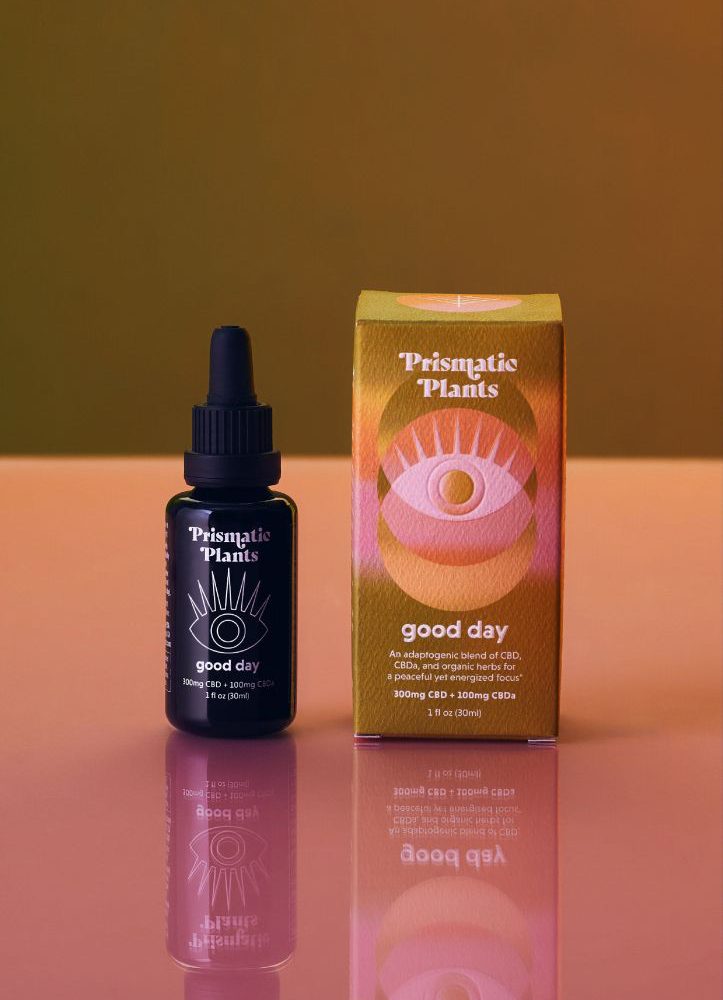 Prismatic
Plants
good day
300mg CBD + 100mg CBDa
1 fl oz (30ml)
Prismatic
Plants
good day
An adaptogenic blend of CBD,
CBDa, and organic herbs for
a peaceful yet energized focus*
300mg CBD + 100mg CBDa
1 fl oz (30ml)